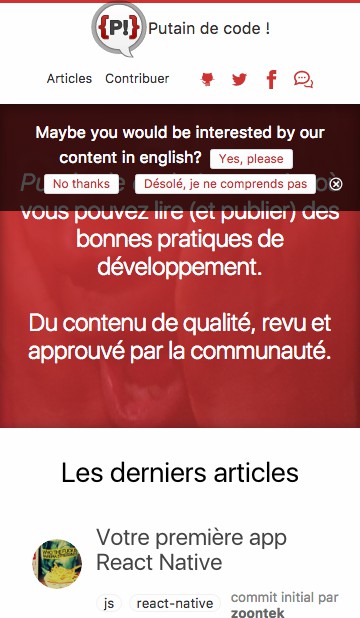 {P!} Putain de code !
Articles Contribuer
Maybe you would be interested by our
content in english? Yes, please
No thanks Désolé, je ne comprends pas
vous pouvez lire (et publier) des
bonnes pratiques de
développement.
Du contenu de qualité, revu et
approuvé par la communauté.
Les derniers articles
Votre première app
React Native
js react-native commit initial par
zoontek